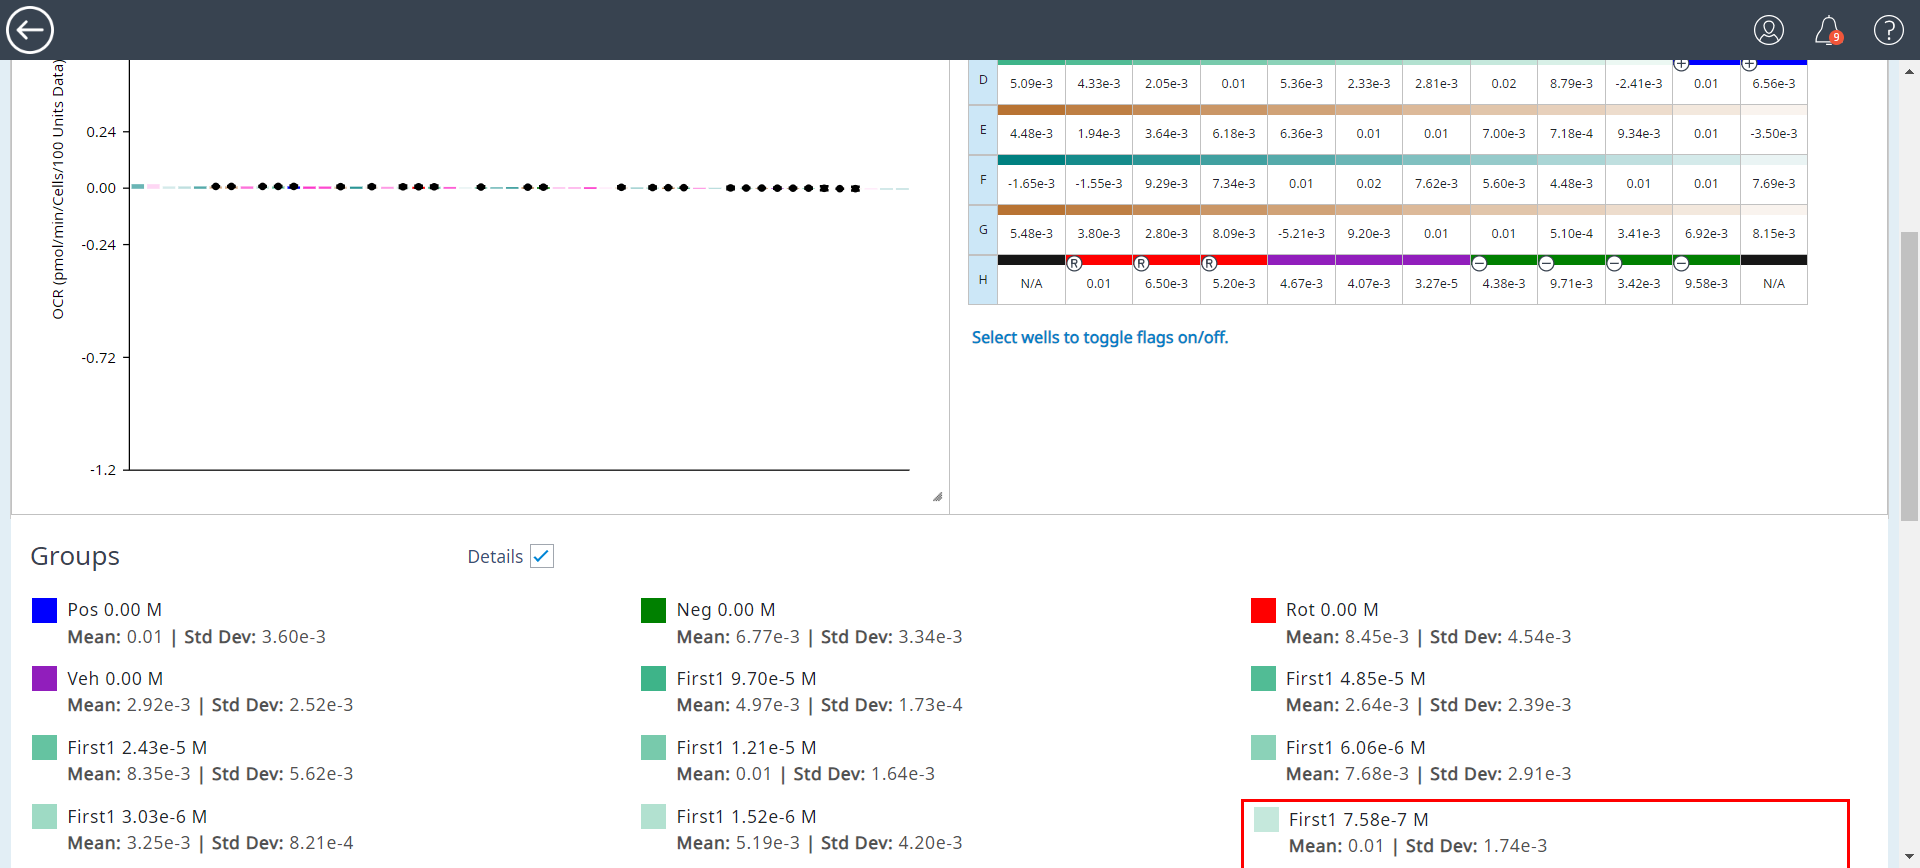 9
?
OCR (pmol/min/Cells/100 Units Data)
0.24
0.00
-0.24
-0.72
-1.2
D 5.09e-3 4.33e-3 2.05e-3 0.01 5.36e-3 2.33e-3 2.81e-3 0.02 8.79e-3 -2.41e-3 0.01 6.56e-3
E 4.48e-3 1.94e-3 3.64e-3 6.18e-3 6.36e-3 0.01 0.01 7.00e-3 7.18e-4 9.34e-3 0.01 -3.50e-3
F -1.65e-3 -1.55e-3 9.29e-3 7.34e-3 0.01 0.02 7.62e-3 5.60e-3 4.48e-3 0.01 0.01 7.69e-3
G 5.48e-3 3.80e-3 2.80e-3 8.09e-3 -5.21e-3 9.20e-3 0.01 0.01 5.10e-4 3.41e-3 6.92e-3 8.15e-3
R R R
H N/A 0.01 6.50e-3 5.20e-3 4.67e-3 4.07e-3 3.27e-5 4.38e-3 9.71e-3 3.42e-3 9.58e-3 N/A
Select wells to toggle flags on/off.
Groups Details
Pos 0.00 M
Mean: 0.01 | Std Dev: 3.60e-3
Neg 0.00 M
Mean: 6.77e-3 | Std Dev: 3.34e-3
Rot 0.00 M
Mean: 8.45e-3 | Std Dev: 4.54e-3
Veh 0.00 M
Mean: 2.92e-3 | Std Dev: 2.52e-3
First1 9.70e-5 M
Mean: 4.97e-3 | Std Dev: 1.73e-4
First1 4.85e-5 M
Mean: 2.64e-3 | Std Dev: 2.39e-3
First1 2.43e-5 M
Mean: 8.35e-3 | Std Dev: 5.62e-3
First1 1.21e-5 M
Mean: 0.01 | Std Dev: 1.64e-3
First1 6.06e-6 M
Mean: 7.68e-3 | Std Dev: 2.91e-3
First1 3.03e-6 M
Mean: 3.25e-3 | Std Dev: 8.21e-4
First1 1.52e-6 M
Mean: 5.19e-3 | Std Dev: 4.20e-3
First1 7.58e-7 M
Mean: 0.01 | Std Dev: 1.74e-3